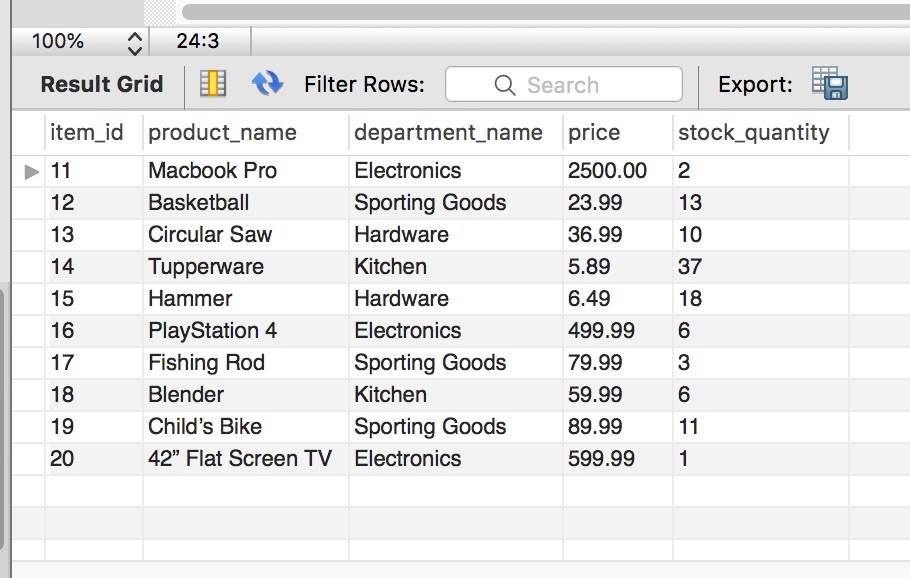 100% 24:3
Result Grid Filter Rows: Search Export:
item_id product_name department_name price stock_quantity
11 Macbook Pro Electronics 2500.00 2
12 Basketball Sporting Goods 23.99 13
13 Circular Saw Hardware 36.99 10
14 Tupperware Kitchen 5.89 37
15 Hammer Hardware 6.49 18
16 PlayStation 4 Electronics 499.99 6
17 Fishing Rod Sporting Goods 79.99 3
18 Blender Kitchen 59.99 6
19 Child’s Bike Sporting Goods 89.99 11
20 42” Flat Screen TV Electronics 599.99 1